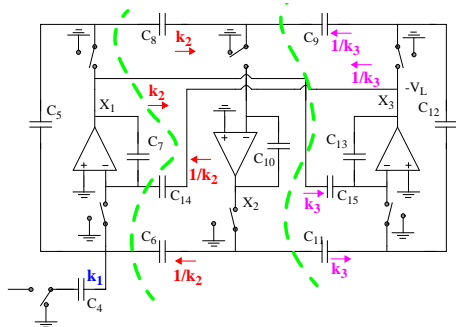 C8
C9
k2
1/k3
1/k3
k2
X1
X3
-VL
C5
C12
C7
C10
C13
+ -
- +
+ -
C14
1/k2
X2
k3
C15
C6
C11
k1
1/k2
k3
C4